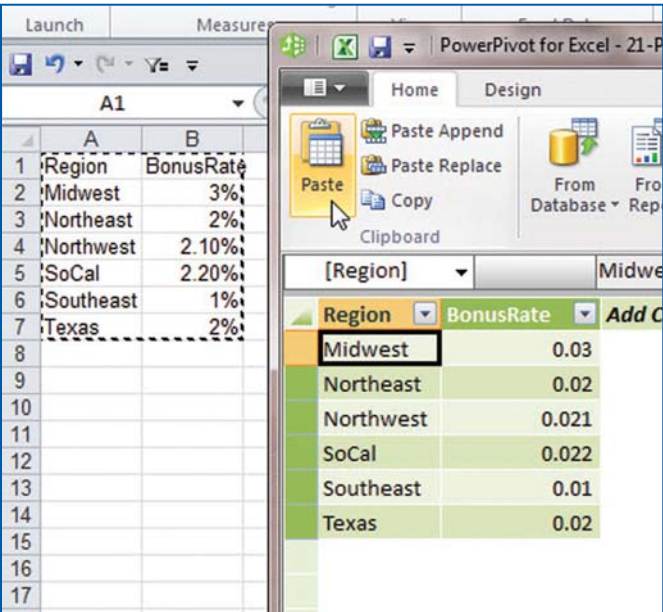 Launch
Measures
A1
A B
1 Region BonusRate
2 Midwest 3%
3 Northeast 2%
4 Northwest 2.10%
5 SoCal 2.20%
6 Southeast 1%
7 Texas 2%
8
9
10
11
12
13
14
15
16
17
PowerPivot for Excel - 21-P
Home Design
Paste
Paste Append
Paste Replace
Copy
Clipboard
From
Database
Fro
Rep
[Region] Midwe
Region BonusRate Add C
Midwest 0.03
Northeast 0.02
Northwest 0.021
SoCal 0.022
Southeast 0.01
Texas 0.02